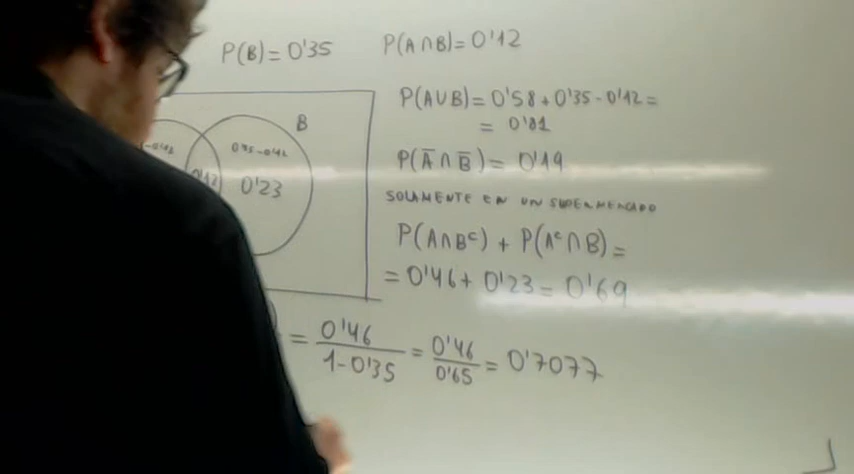 P(B) = 0'35
P(A∩B) = 0'12
P(A∪B) = 0'58 + 0'35 - 0'12 =
= 0'81
B
0'12
0'23
P(A̅ ∩ B̅) = 0'19
SOLAMENTE EN UN SUPERMERCADO
P(A∩Bᶜ) + P(Aᶜ∩B) =
= 0'46 + 0'23 = 0'69
= 0'46 / 1-0'35 = 0'46 / 0'65 = 0'7077